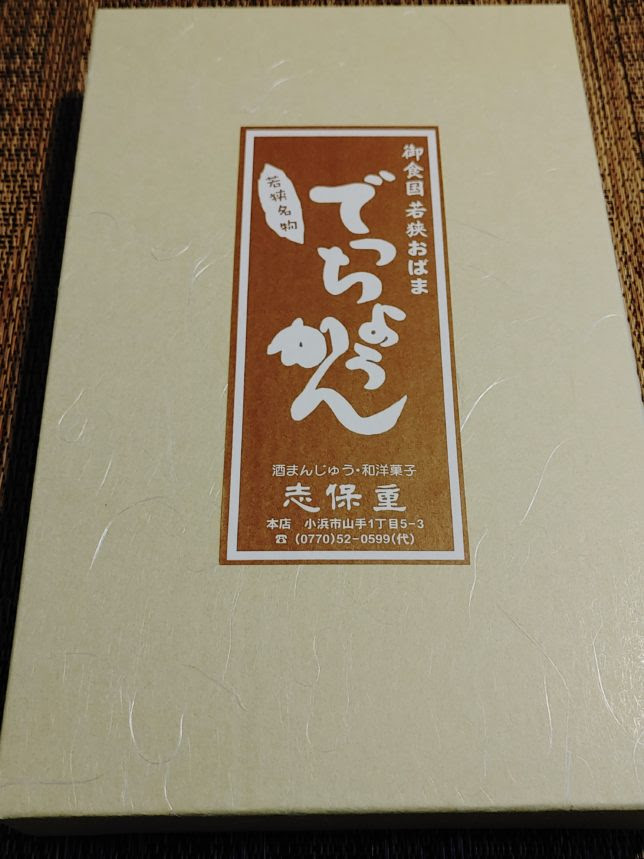 御食国 若狭おばま
若狭名物
でっちようかん
酒まんじゅう・和洋菓子
志保重
本店　小浜市山手1丁目5-3
☎ (0770)52-0599(代)